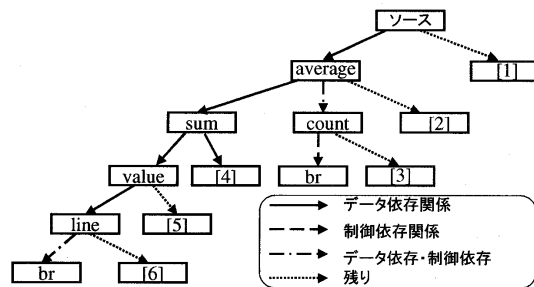 ソース
average
[1]
sum
count
[2]
value
[4]
br
[3]
line
[5]
br
[6]
データ依存関係
制御依存関係
データ依存・制御依存
残り